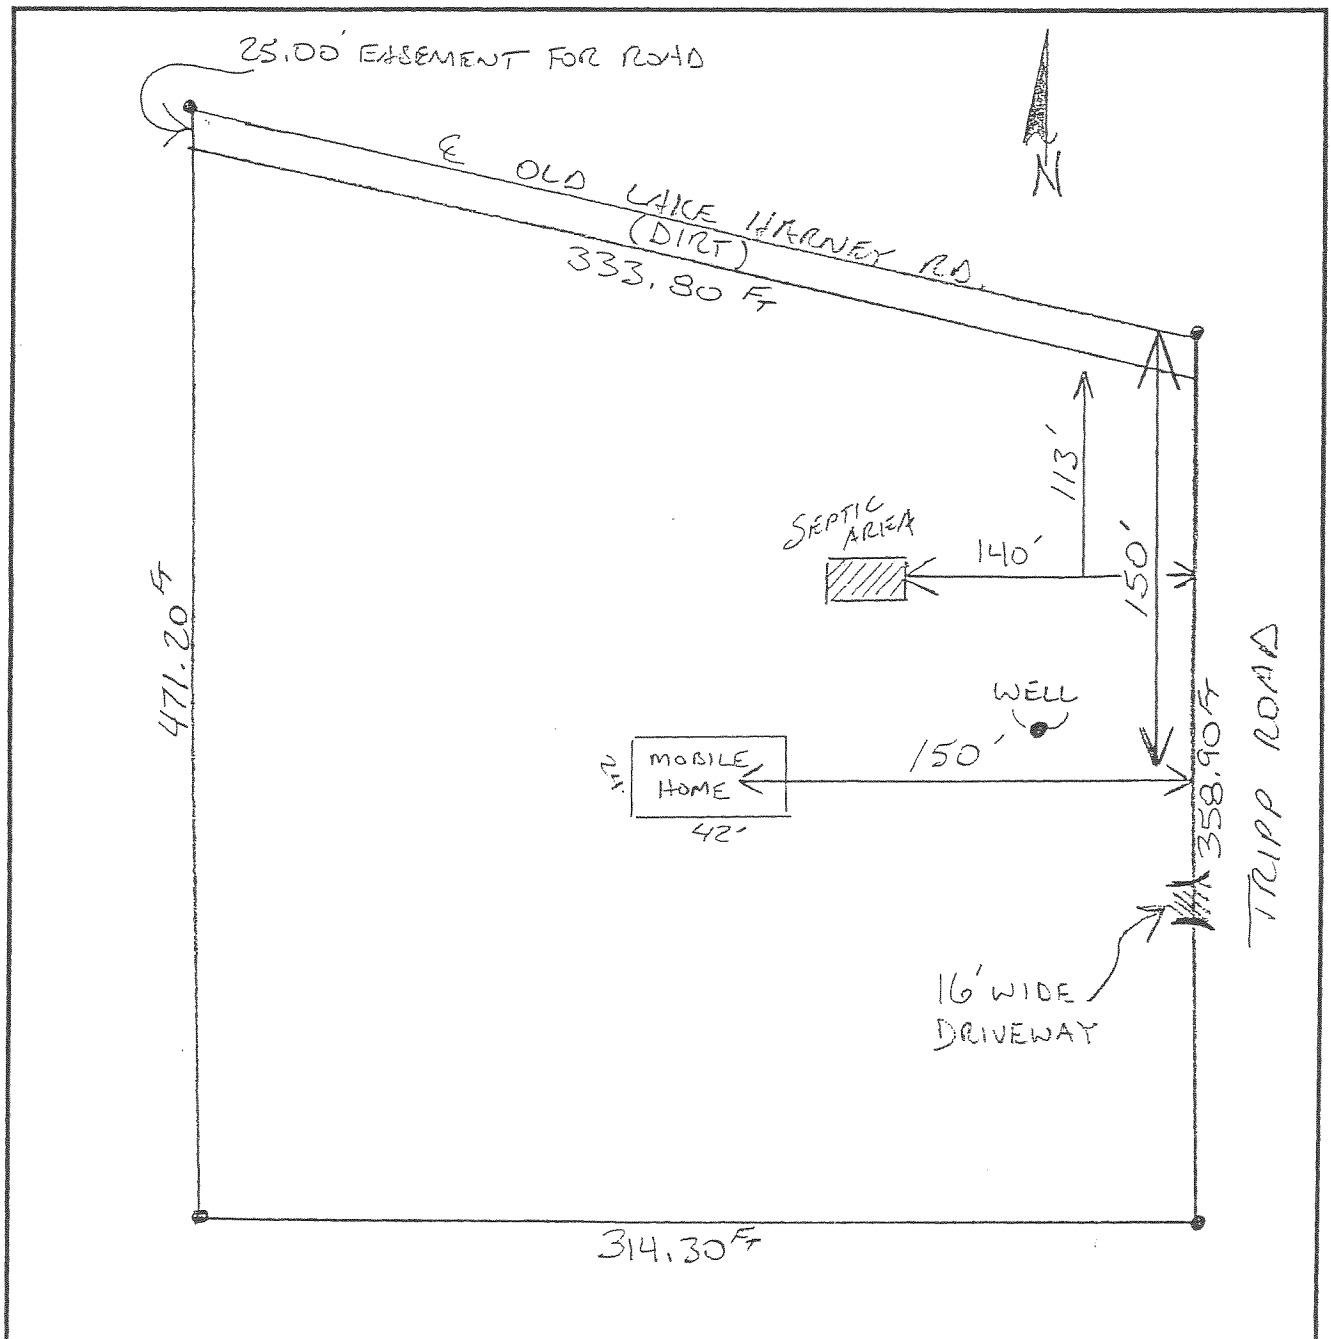 25.00' EASEMENT FOR ROAD
N
℄ OLD LAKE HARNEY RD.
(DIRT)
333.80 FT
113'
SEPTIC
AREA
140'
150'
471.20 FT
WELL
150'
MOBILE
HOME
42'
358.90 FT
TRIPP ROAD
16' WIDE
DRIVEWAY
314.30 FT